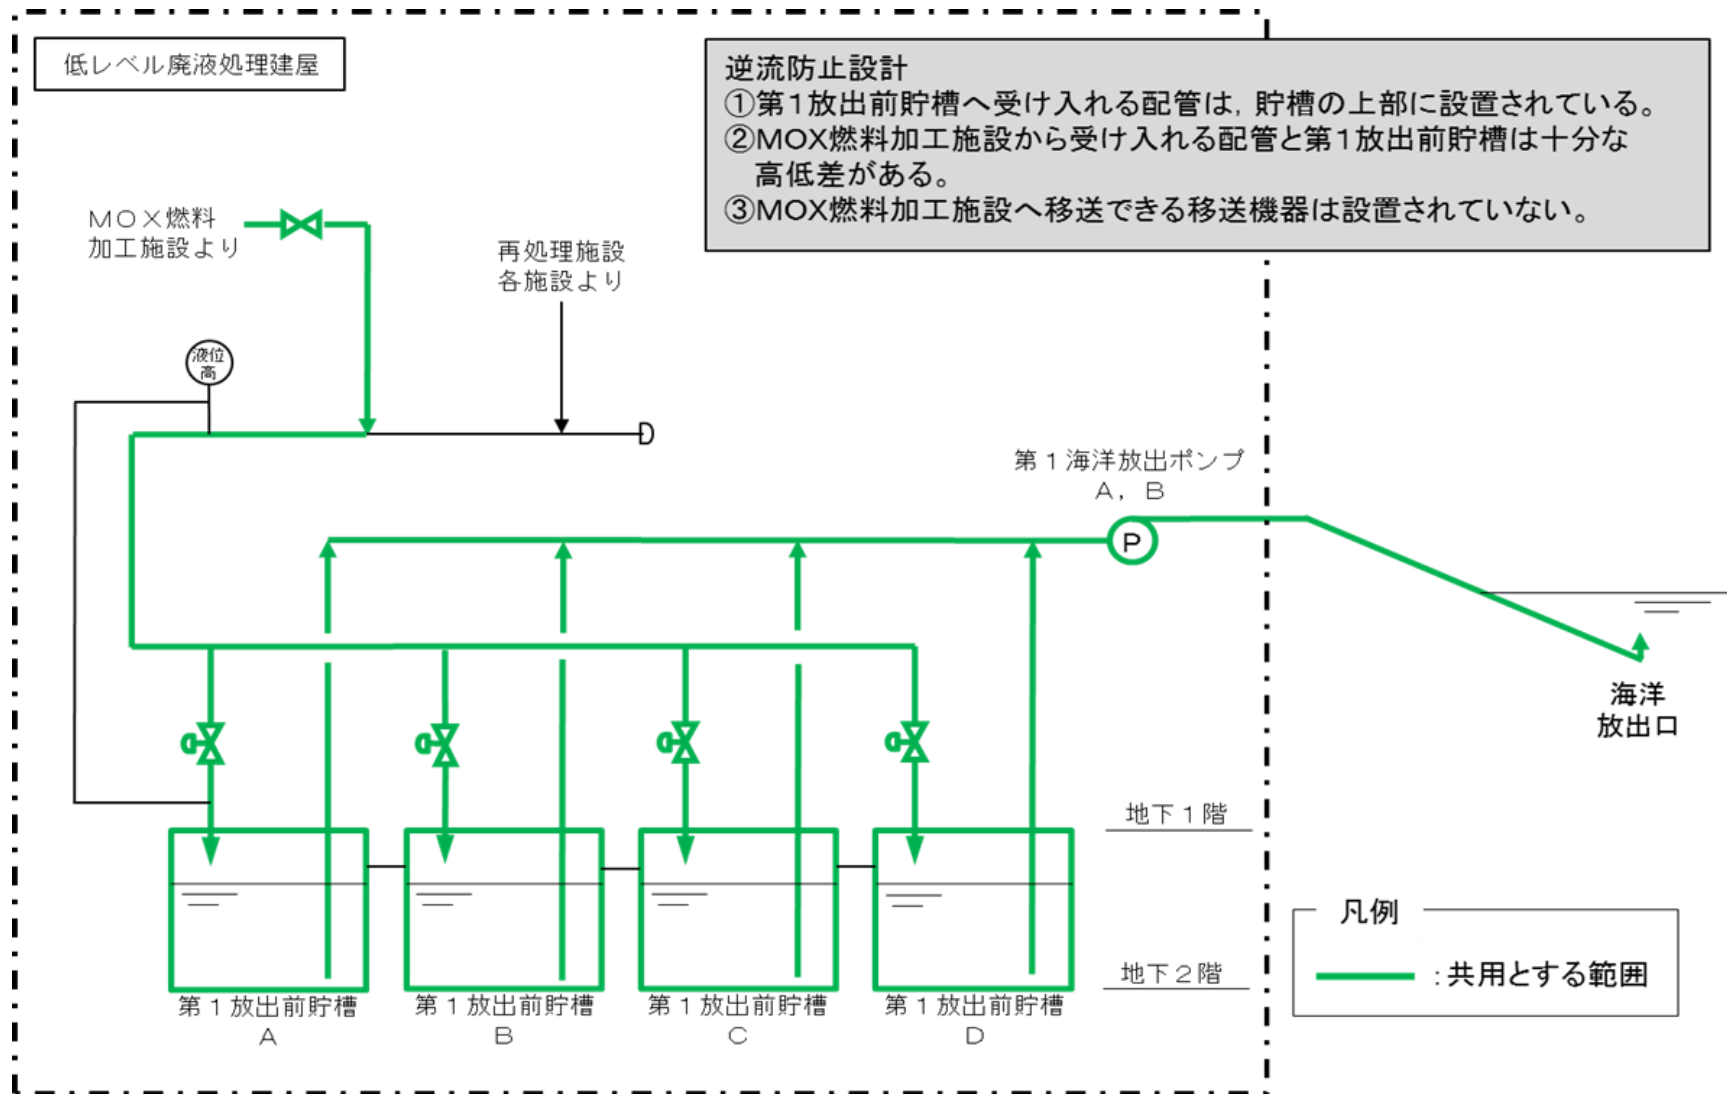 低レベル廃液処理建屋
逆流防止設計
①第1放出前貯槽へ受け入れる配管は，貯槽の上部に設置されている。
②MOX燃料加工施設から受け入れる配管と第1放出前貯槽は十分な
高低差がある。
③MOX燃料加工施設へ移送できる移送機器は設置されていない。
ＭＯＸ燃料
加工施設より
再処理施設
各施設より
液位
高
第１海洋放出ポンプ
Ａ，Ｂ
P
海洋
放出口
地下１階
地下２階
第１放出前貯槽
Ａ
第１放出前貯槽
Ｂ
第１放出前貯槽
Ｃ
第１放出前貯槽
Ｄ
凡例
：共用とする範囲